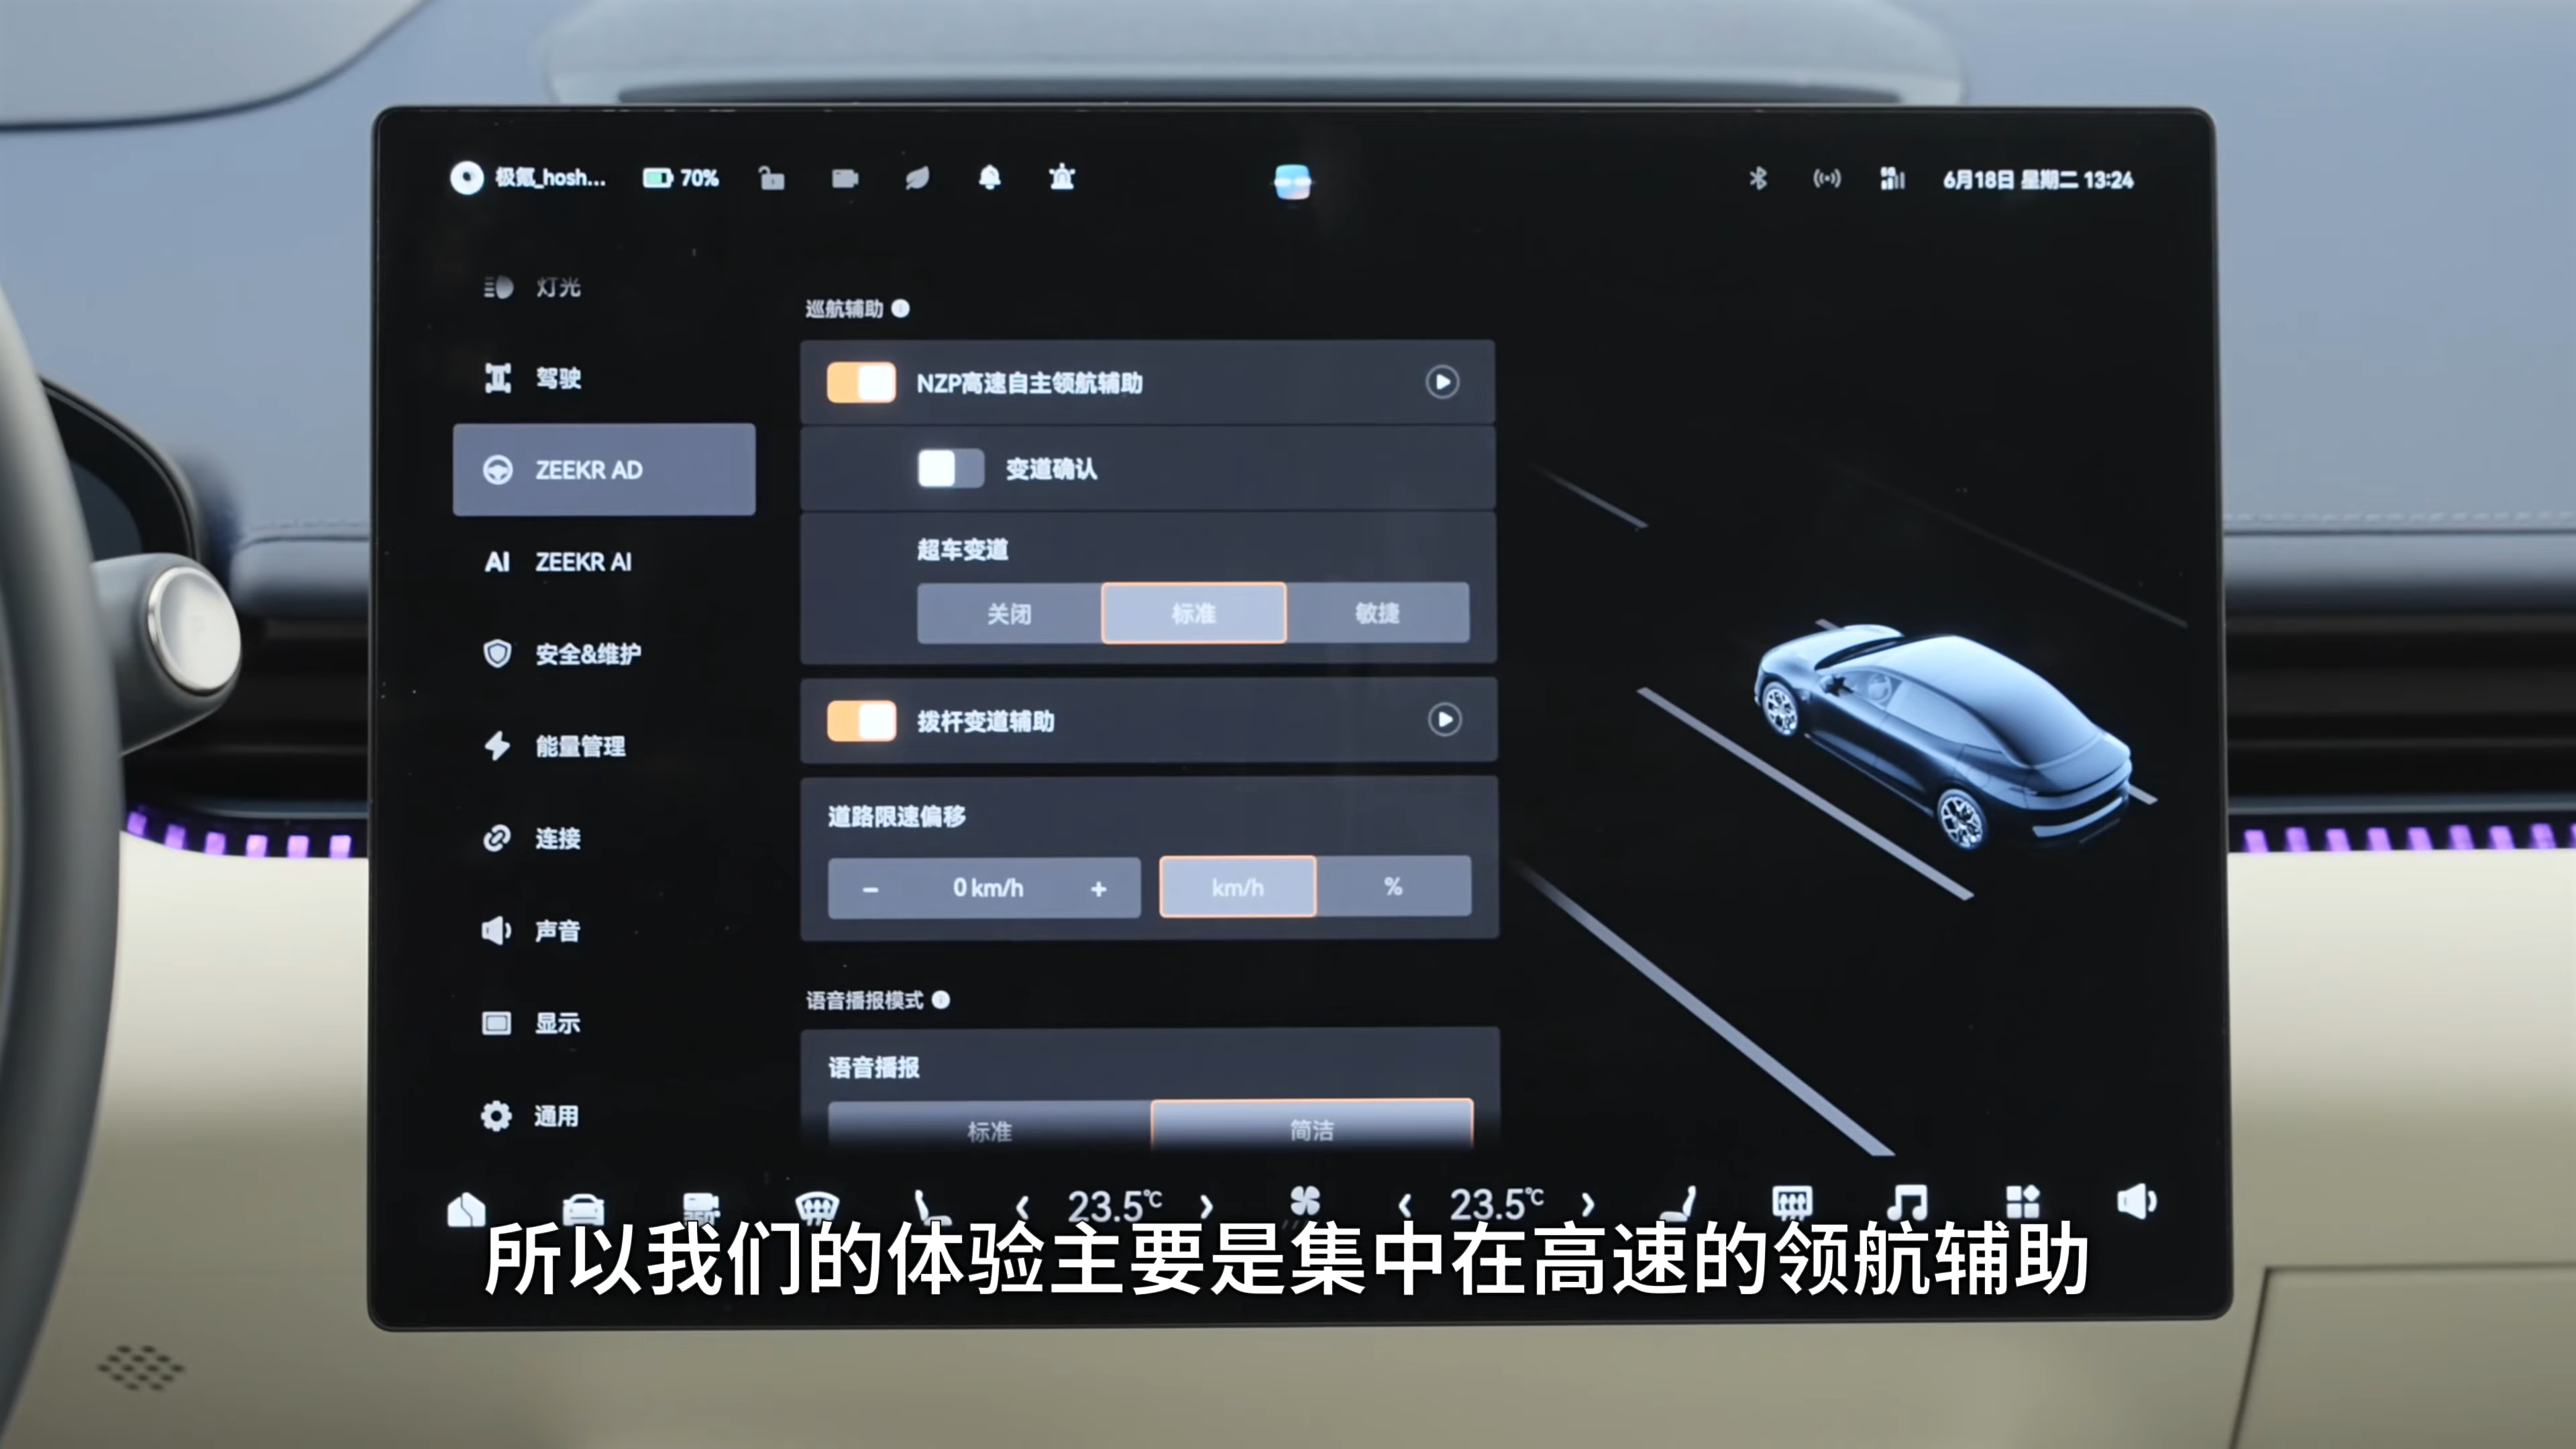 极氪_hosh... 70% 6月18日 星期二 13:24
灯光
驾驶
ZEEKR AD
AI ZEEKR AI
安全&维护
能量管理
连接
声音
显示
通用
巡航辅助
NZP高速自主领航辅助
变道确认
超车变道
关闭 标准 敏捷
拨杆变道辅助
道路限速偏移
− 0 km/h + km/h %
语音播报模式
语音播报
标准 简洁
23.5℃ 23.5℃
所以我们的体验主要是集中在高速的领航辅助